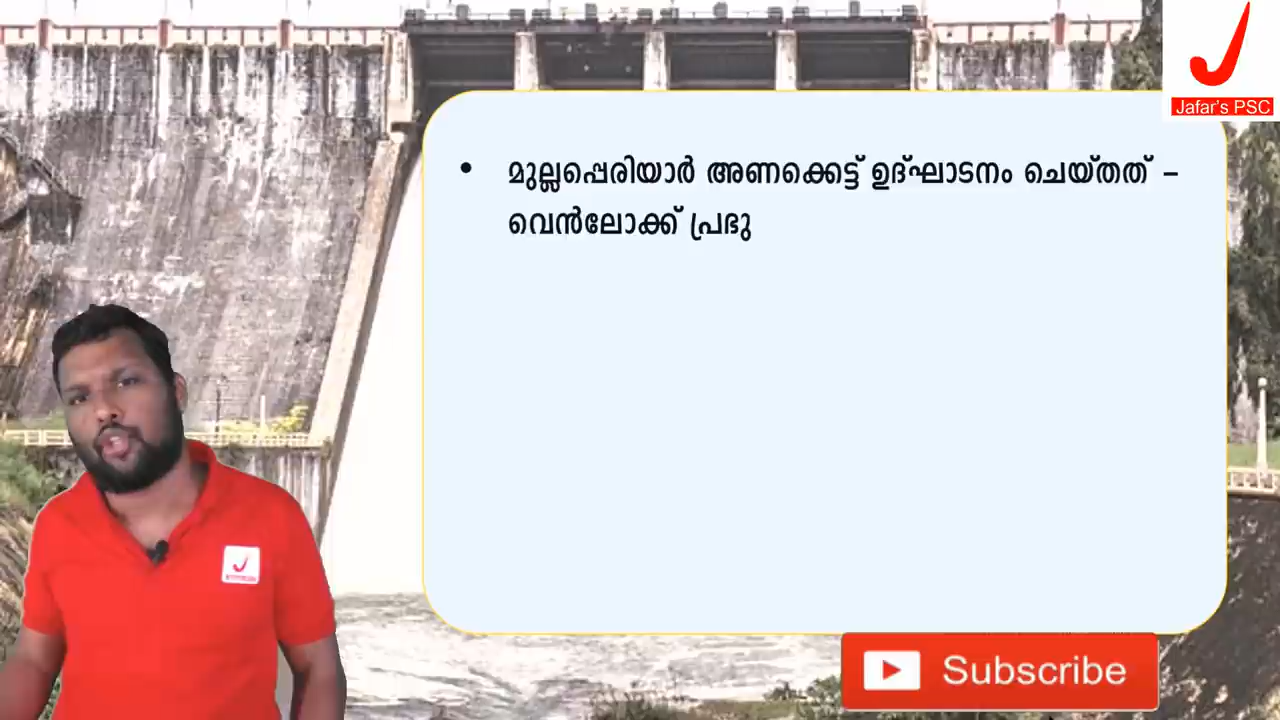 Jafar's PSC
• മുല്ലപ്പെരിയാർ അണക്കെട്ട് ഉദ്ഘാടനം ചെയ്തത് –
വെൻലോക്ക് പ്രഭു
Subscribe